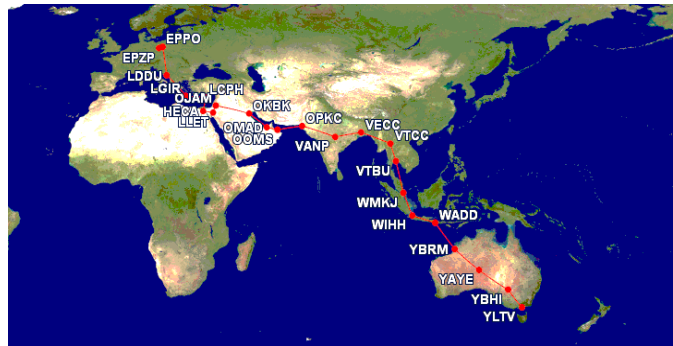 EPPO
EPZP
LDDU
LGIR
LCPH
OJAM
OKBK
HECA
LLET
OPKC
OMAD
OOMS
VECC
VTCC
VANP
VTBU
WMKJ
WIHH
WADD
YBRM
YAYE
YBHI
YLTV